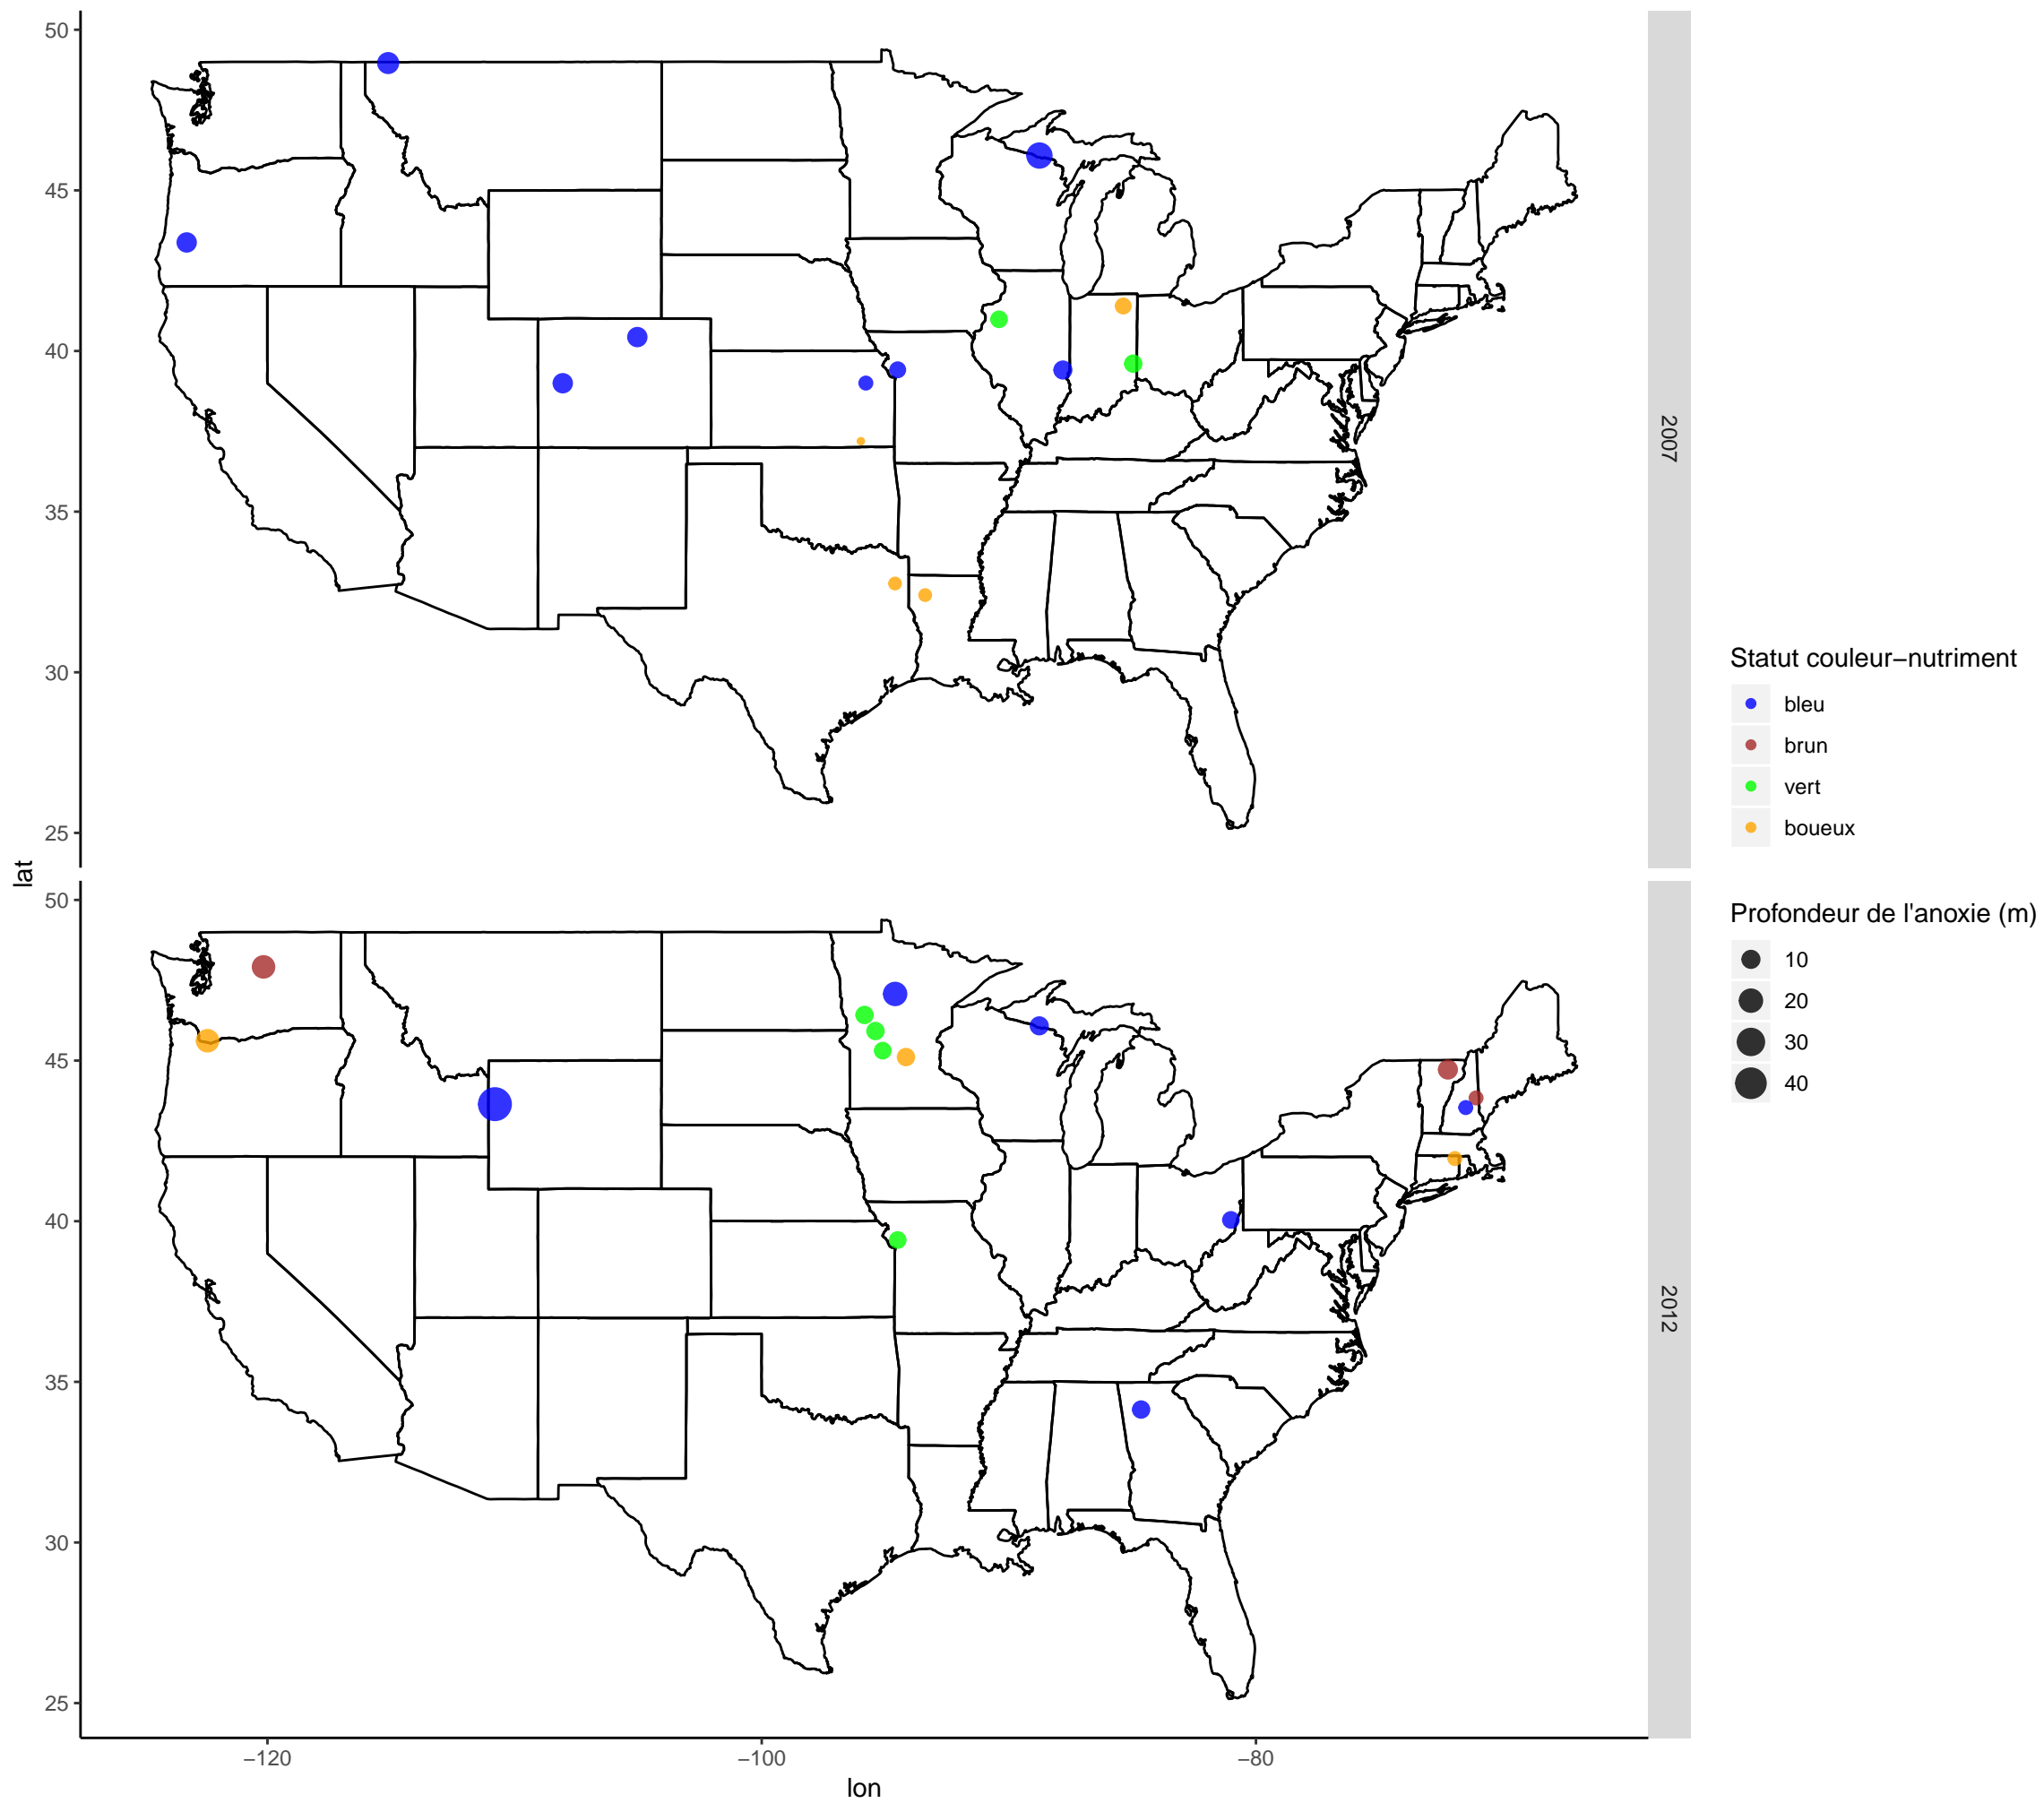 50
45
40
35
30
25
2007
lat
50
45
40
35
30
25
2012
−120
−100
−80
lon
Statut couleur−nutriment
bleu
brun
vert
boueux
Profondeur de l'anoxie (m)
10
20
30
40